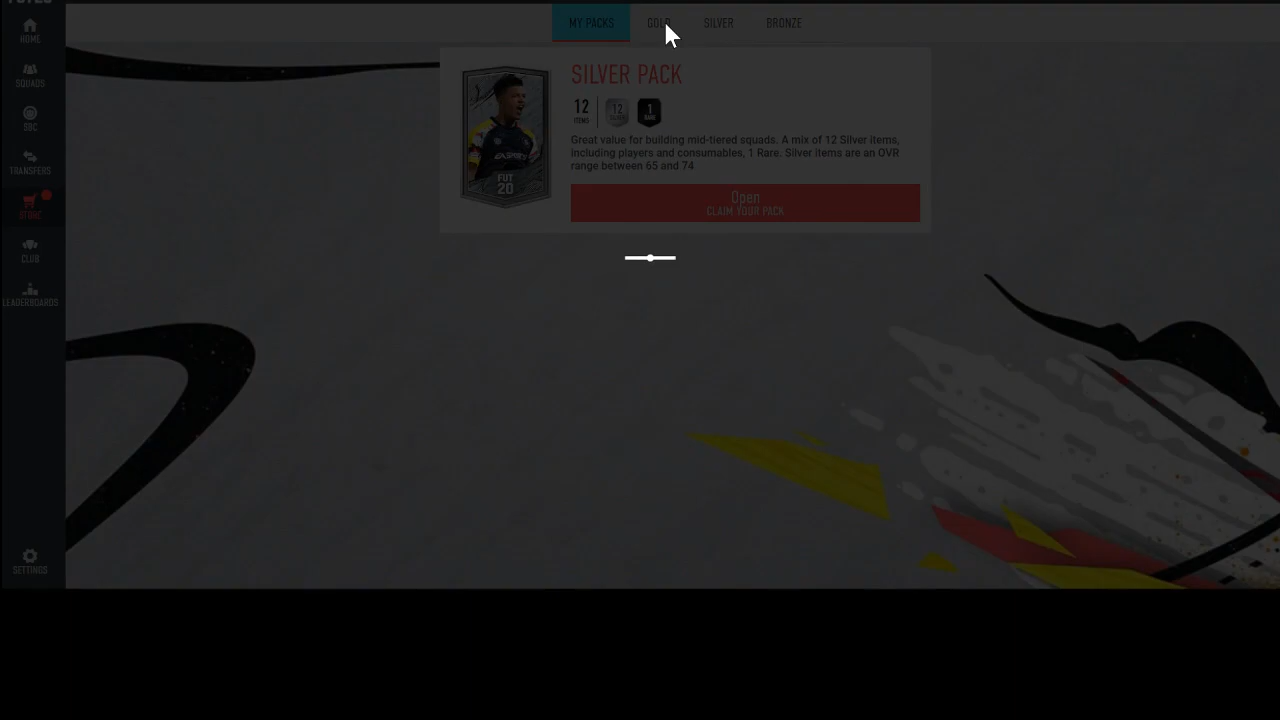 MY PACKS
GOLD
SILVER
BRONZE
HOME
SQUADS
SBC
TRANSFERS
STORE
CLUB
LEADERBOARDS
SETTINGS
SILVER PACK
12
ITEMS
12
1
RARE
Great value for building mid-tiered squads. A mix of 12 Silver items,
including players and consumables, 1 Rare. Silver items are an OVR
range between 65 and 74
FUT
20
Open
CLAIM YOUR PACK